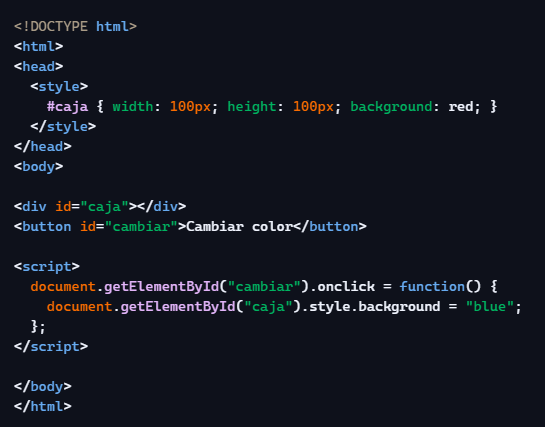 <!DOCTYPE html>
<html>
<head>
  <style>
    #caja { width: 100px; height: 100px; background: red; }
  </style>
</head>
<body>

<div id="caja"></div>
<button id="cambiar">Cambiar color</button>

<script>
  document.getElementById("cambiar").onclick = function() {
    document.getElementById("caja").style.background = "blue";
  };
</script>

</body>
</html>